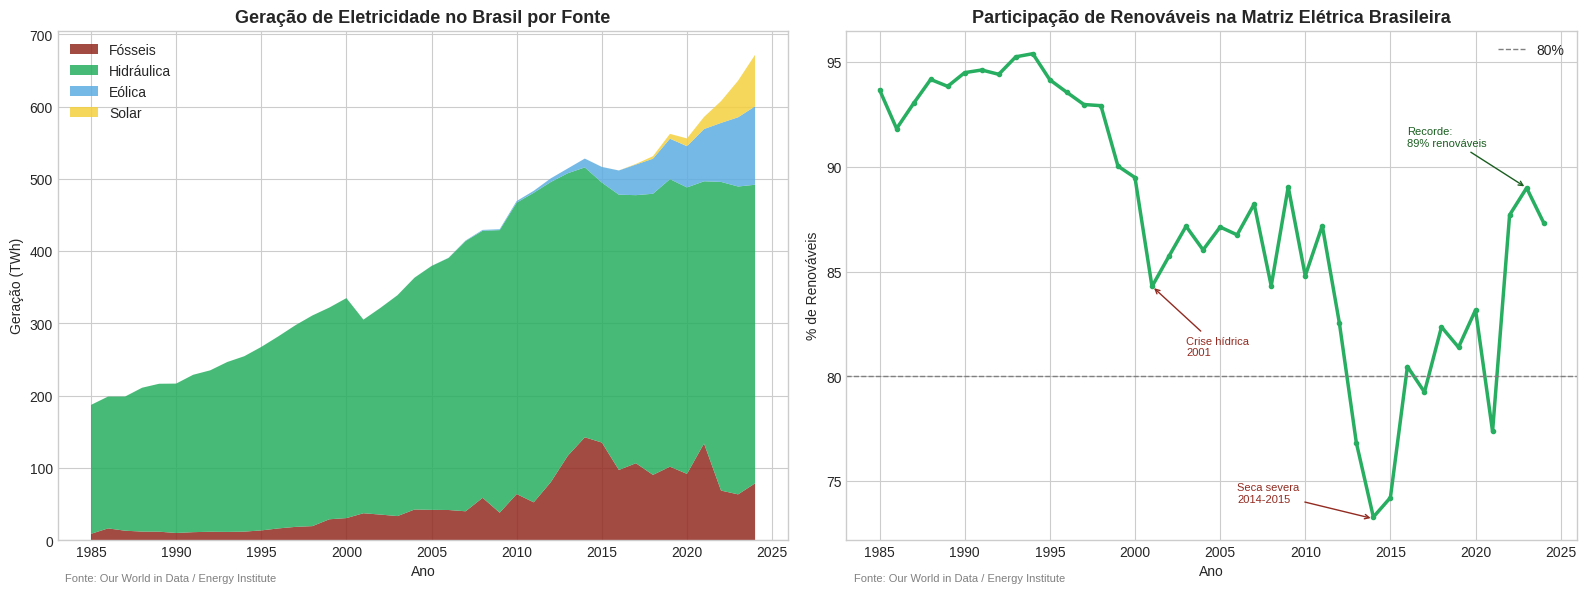 Geração de Eletricidade no Brasil por Fonte
Fósseis
Hidráulica
Eólica
Solar
Geração (TWh)
700
600
500
400
300
200
100
0
1985
1990
1995
2000
2005
2010
2015
2020
2025
Ano
Fonte: Our World in Data / Energy Institute
Participação de Renováveis na Matriz Elétrica Brasileira
80%
% de Renováveis
95
90
85
80
75
Recorde:
89% renováveis
Crise hídrica
2001
Seca severa
2014-2015
1985
1990
1995
2000
2005
2010
2015
2020
2025
Ano
Fonte: Our World in Data / Energy Institute